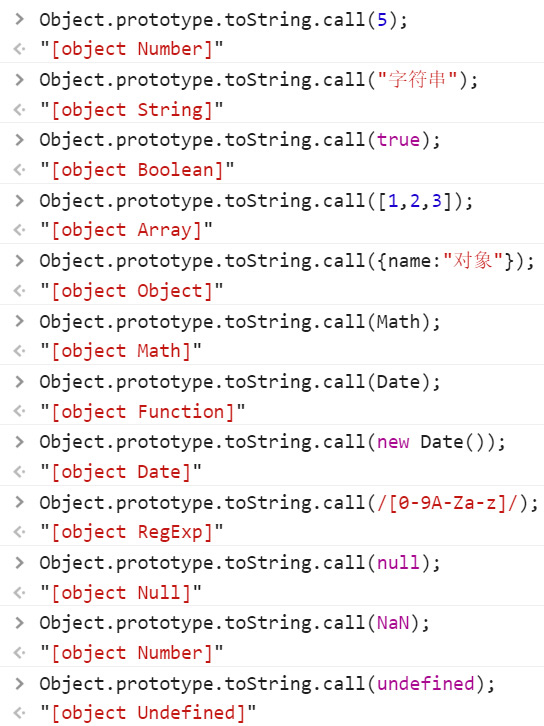 > Object.prototype.toString.call(5);
< "[object Number]"
> Object.prototype.toString.call("字符串");
< "[object String]"
> Object.prototype.toString.call(true);
< "[object Boolean]"
> Object.prototype.toString.call([1,2,3]);
< "[object Array]"
> Object.prototype.toString.call({name:"对象"});
< "[object Object]"
> Object.prototype.toString.call(Math);
< "[object Math]"
> Object.prototype.toString.call(Date);
< "[object Function]"
> Object.prototype.toString.call(new Date());
< "[object Date]"
> Object.prototype.toString.call(/[0-9A-Za-z]/);
< "[object RegExp]"
> Object.prototype.toString.call(null);
< "[object Null]"
> Object.prototype.toString.call(NaN);
< "[object Number]"
> Object.prototype.toString.call(undefined);
< "[object Undefined]"